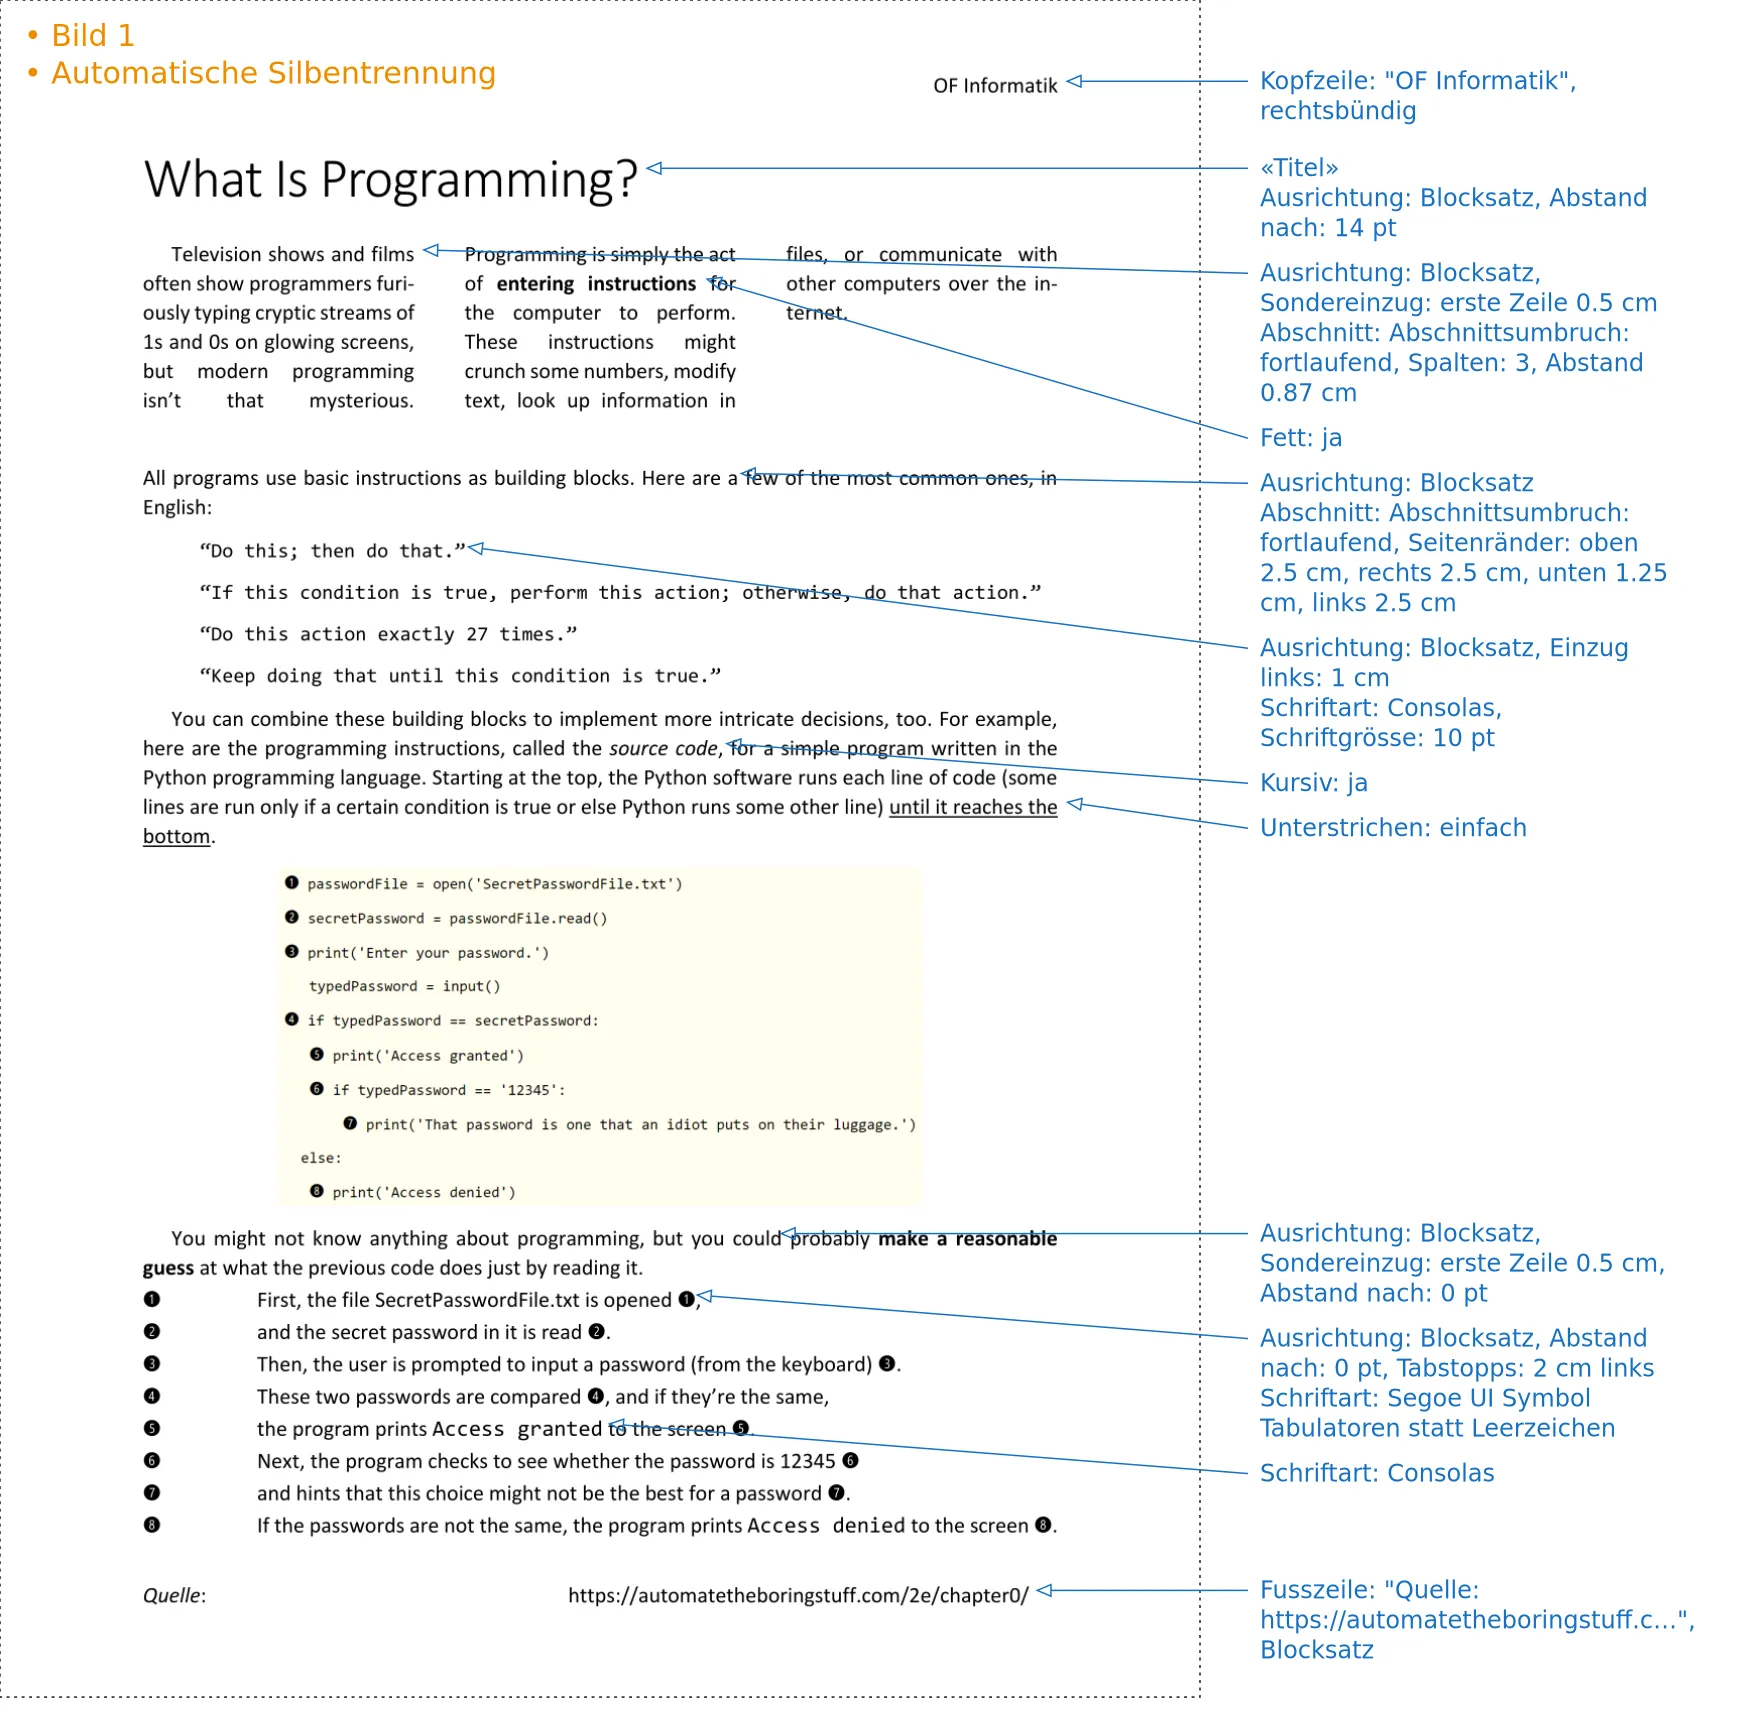 • Bild 1
• Automatische Silbentrennung
OF Informatik
What Is Programming?
Television shows and films
often show programmers furi-
ously typing cryptic streams of
1s and 0s on glowing screens,
but modern programming
isn’t that mysterious.
Programming is simply the act
of entering instructions for
the computer to perform.
These instructions might
crunch some numbers, modify
text, look up information in
files, or communicate with
other computers over the in-
ternet.
All programs use basic instructions as building blocks. Here are a few of the most common ones, in
English:
“Do this; then do that.”
“If this condition is true, perform this action; otherwise, do that action.”
“Do this action exactly 27 times.”
“Keep doing that until this condition is true.”
You can combine these building blocks to implement more intricate decisions, too. For example,
here are the programming instructions, called the source code, for a simple program written in the
Python programming language. Starting at the top, the Python software runs each line of code (some
lines are run only if a certain condition is true or else Python runs some other line) until it reaches the
bottom.
❶ passwordFile = open('SecretPasswordFile.txt')
❷ secretPassword = passwordFile.read()
❸ print('Enter your password.')
typedPassword = input()
❹ if typedPassword == secretPassword:
❺ print('Access granted')
❻ if typedPassword == '12345':
❼ print('That password is one that an idiot puts on their luggage.')
else:
❽ print('Access denied')
You might not know anything about programming, but you could probably make a reasonable
guess at what the previous code does just by reading it.
❶ First, the file SecretPasswordFile.txt is opened ❶,
❷ and the secret password in it is read ❷.
❸ Then, the user is prompted to input a password (from the keyboard) ❸.
❹ These two passwords are compared ❹, and if they’re the same,
❺ the program prints Access granted to the screen ❺.
❻ Next, the program checks to see whether the password is 12345 ❻
❼ and hints that this choice might not be the best for a password ❼.
❽ If the passwords are not the same, the program prints Access denied to the screen ❽.
Quelle: https://automatetheboringstuff.com/2e/chapter0/
Kopfzeile: "OF Informatik",
rechtsbündig
«Titel»
Ausrichtung: Blocksatz, Abstand
nach: 14 pt
Ausrichtung: Blocksatz,
Sondereinzug: erste Zeile 0.5 cm
Abschnitt: Abschnittsumbruch:
fortlaufend, Spalten: 3, Abstand
0.87 cm
Fett: ja
Ausrichtung: Blocksatz
Abschnitt: Abschnittsumbruch:
fortlaufend, Seitenränder: oben
2.5 cm, rechts 2.5 cm, unten 1.25
cm, links 2.5 cm
Ausrichtung: Blocksatz, Einzug
links: 1 cm
Schriftart: Consolas,
Schriftgrösse: 10 pt
Kursiv: ja
Unterstrichen: einfach
Ausrichtung: Blocksatz,
Sondereinzug: erste Zeile 0.5 cm,
Abstand nach: 0 pt
Ausrichtung: Blocksatz, Abstand
nach: 0 pt, Tabstopps: 2 cm links
Schriftart: Segoe UI Symbol
Tabulatoren statt Leerzeichen
Schriftart: Consolas
Fusszeile: "Quelle:
https://automatetheboringstuff.c...",
Blocksatz